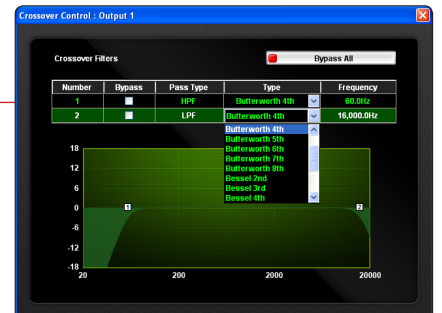 Crossover Control : Output 1
Crossover Filters
Bypass All
Number Bypass Pass Type Type Frequency
1 HPF Butterworth 4th 60.0Hz
2 LPF Butterworth 4th 16,000.0Hz
Butterworth 4th
Butterworth 5th
Butterworth 6th
Butterworth 7th
Butterworth 8th
Bessel 2nd
Bessel 3rd
Bessel 4th
18
12
6
0
1 2
-6
-12
-18
20 200 2000 20000